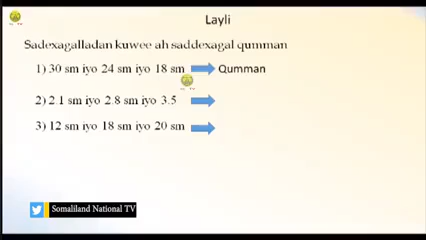 Layli
Sadexagalladan kuwee ah saddexagal qumman
1) 30 sm iyo 24 sm iyo 18 sm Qumman
2) 2.1 sm iyo 2.8 sm iyo 3.5
3) 12 sm iyo 18 sm iyo 20 sm
Somaliland National TV